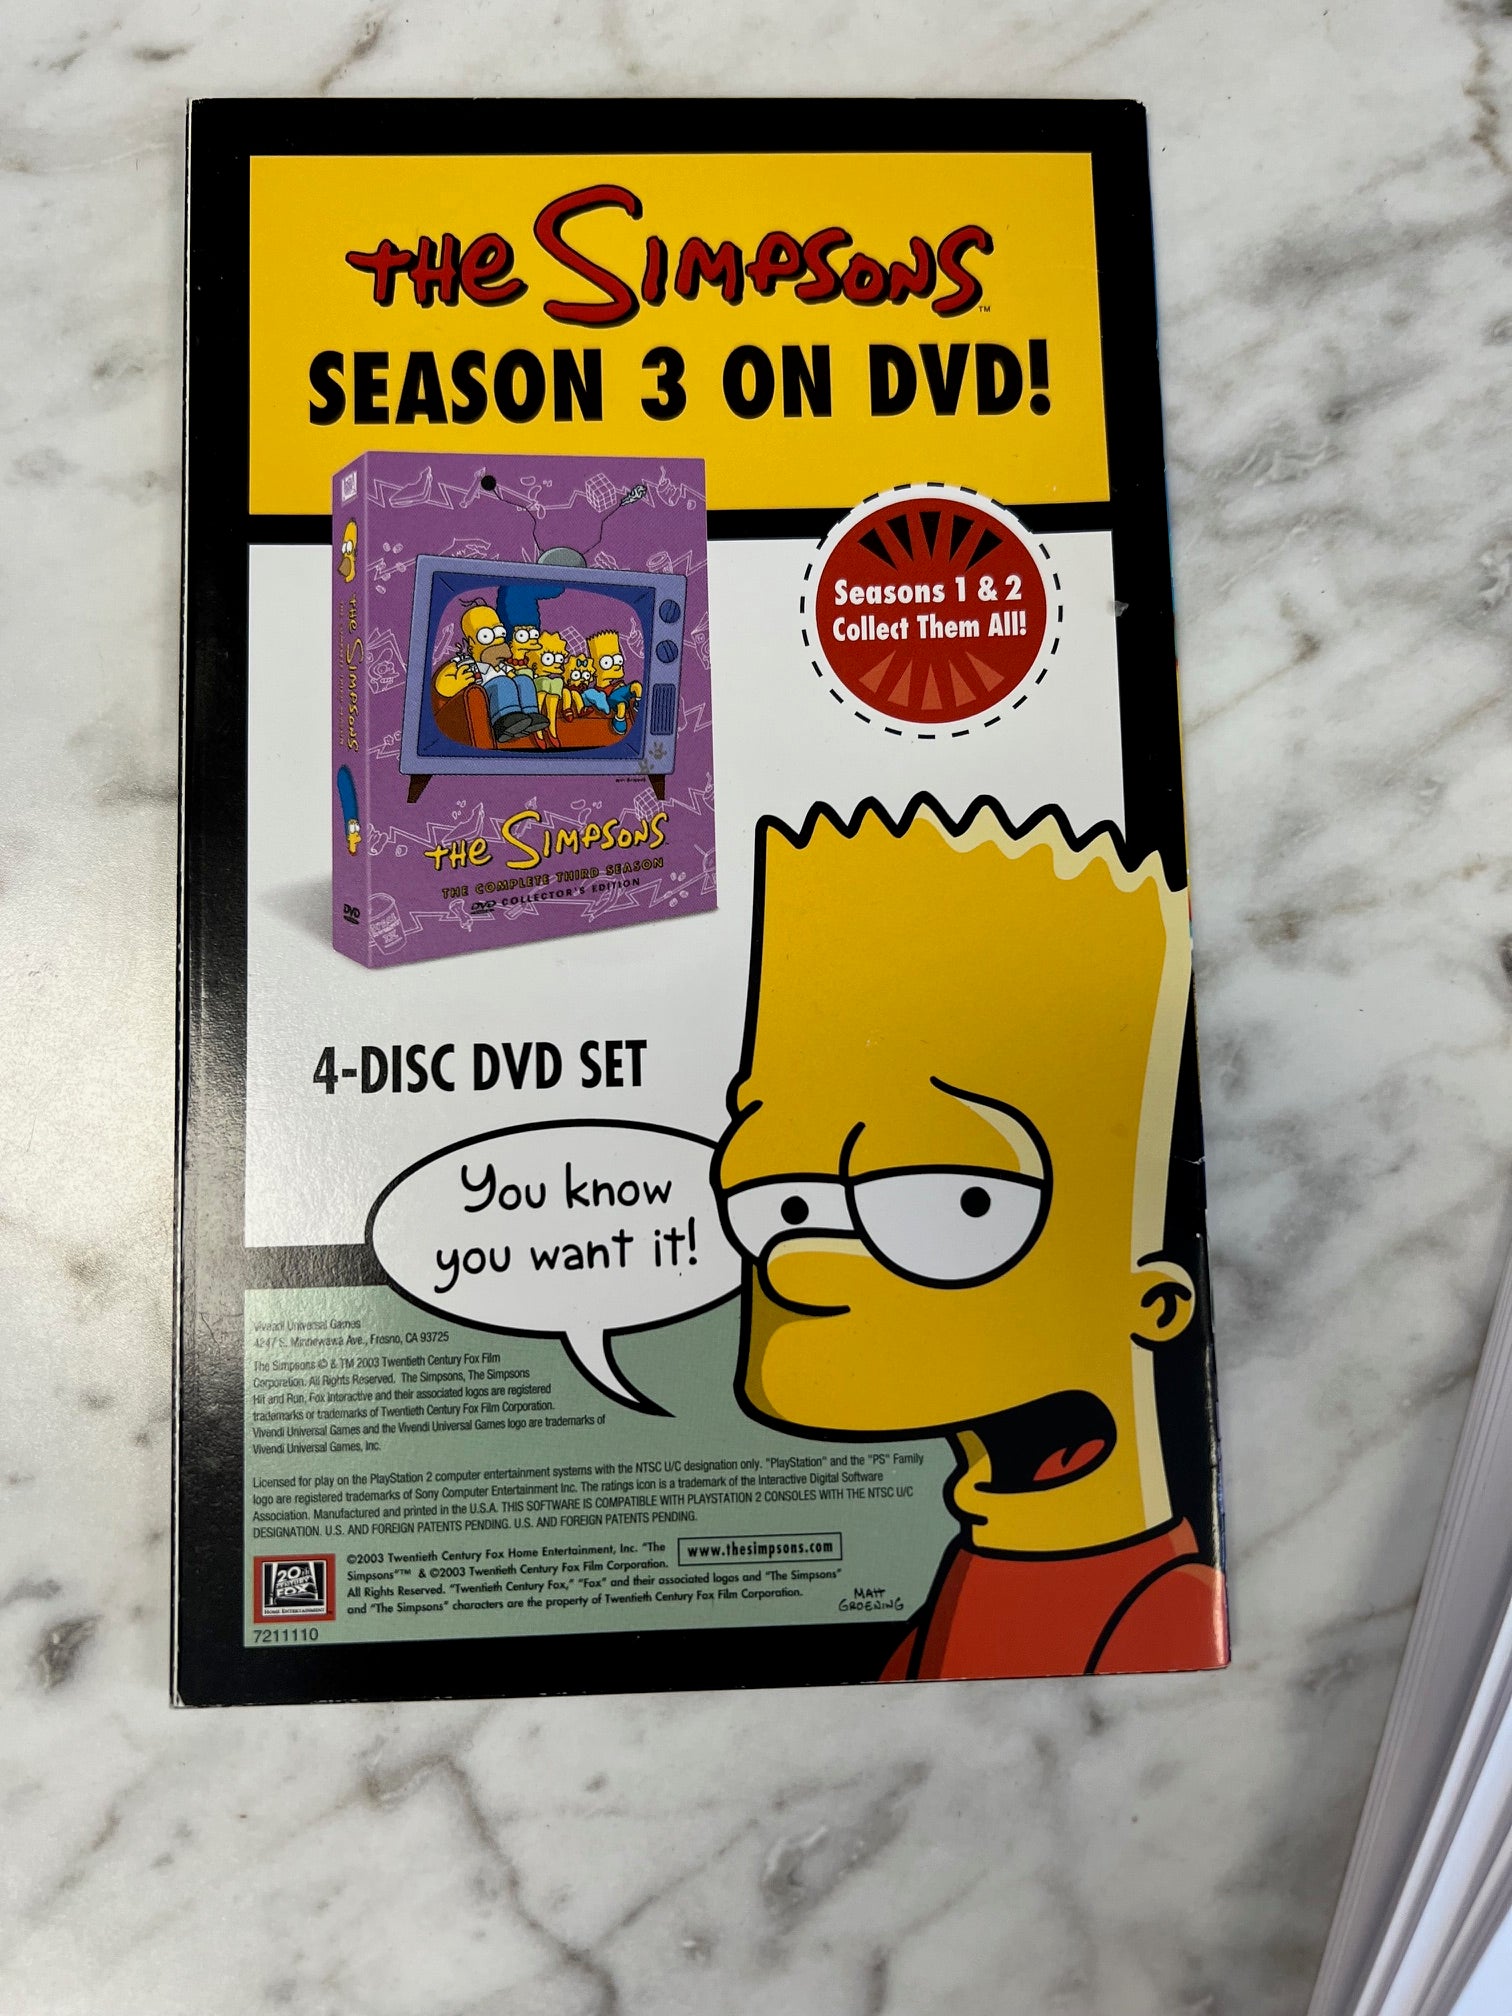 the Simpsons
TM
SEASON 3 ON DVD!
Seasons 1 & 2
Collect Them All!
the Simpsons
the Simpsons
THE COMPLETE THIRD SEASON
DVD COLLECTOR'S EDITION
DVD
4-DISC DVD SET
You know
you want it!
Vivendi Universal Games
4247 S. Minnewawa Ave., Fresno, CA 93725
The Simpsons © & TM 2003 Twentieth Century Fox Film
Corporation. All Rights Reserved. The Simpsons, The Simpsons
Hit and Run, Fox Interactive and their associated logos are registered
trademarks or trademarks of Twentieth Century Fox Film Corporation.
Vivendi Universal Games and the Vivendi Universal Games logo are trademarks of
Vivendi Universal Games, Inc.
Licensed for play on the PlayStation 2 computer entertainment systems with the NTSC U/C designation only. "PlayStation" and the "PS" Family
logo are registered trademarks of Sony Computer Entertainment Inc. The ratings icon is a trademark of the Interactive Digital Software
Association. Manufactured and printed in the U.S.A. THIS SOFTWARE IS COMPATIBLE WITH PLAYSTATION 2 CONSOLES WITH THE NTSC U/C
DESIGNATION. U.S. AND FOREIGN PATENTS PENDING. U.S. AND FOREIGN PATENTS PENDING.
20th
CENTURY
FOX
HOME ENTERTAINMENT
©2003 Twentieth Century Fox Home Entertainment, Inc. "The
Simpsons"™ & ©2003 Twentieth Century Fox Film Corporation.
All Rights Reserved. "Twentieth Century Fox," "Fox" and their associated logos and "The Simpsons"
and "The Simpsons" characters are the property of Twentieth Century Fox Film Corporation.
www.thesimpsons.com
MATT
GROENING
7211110